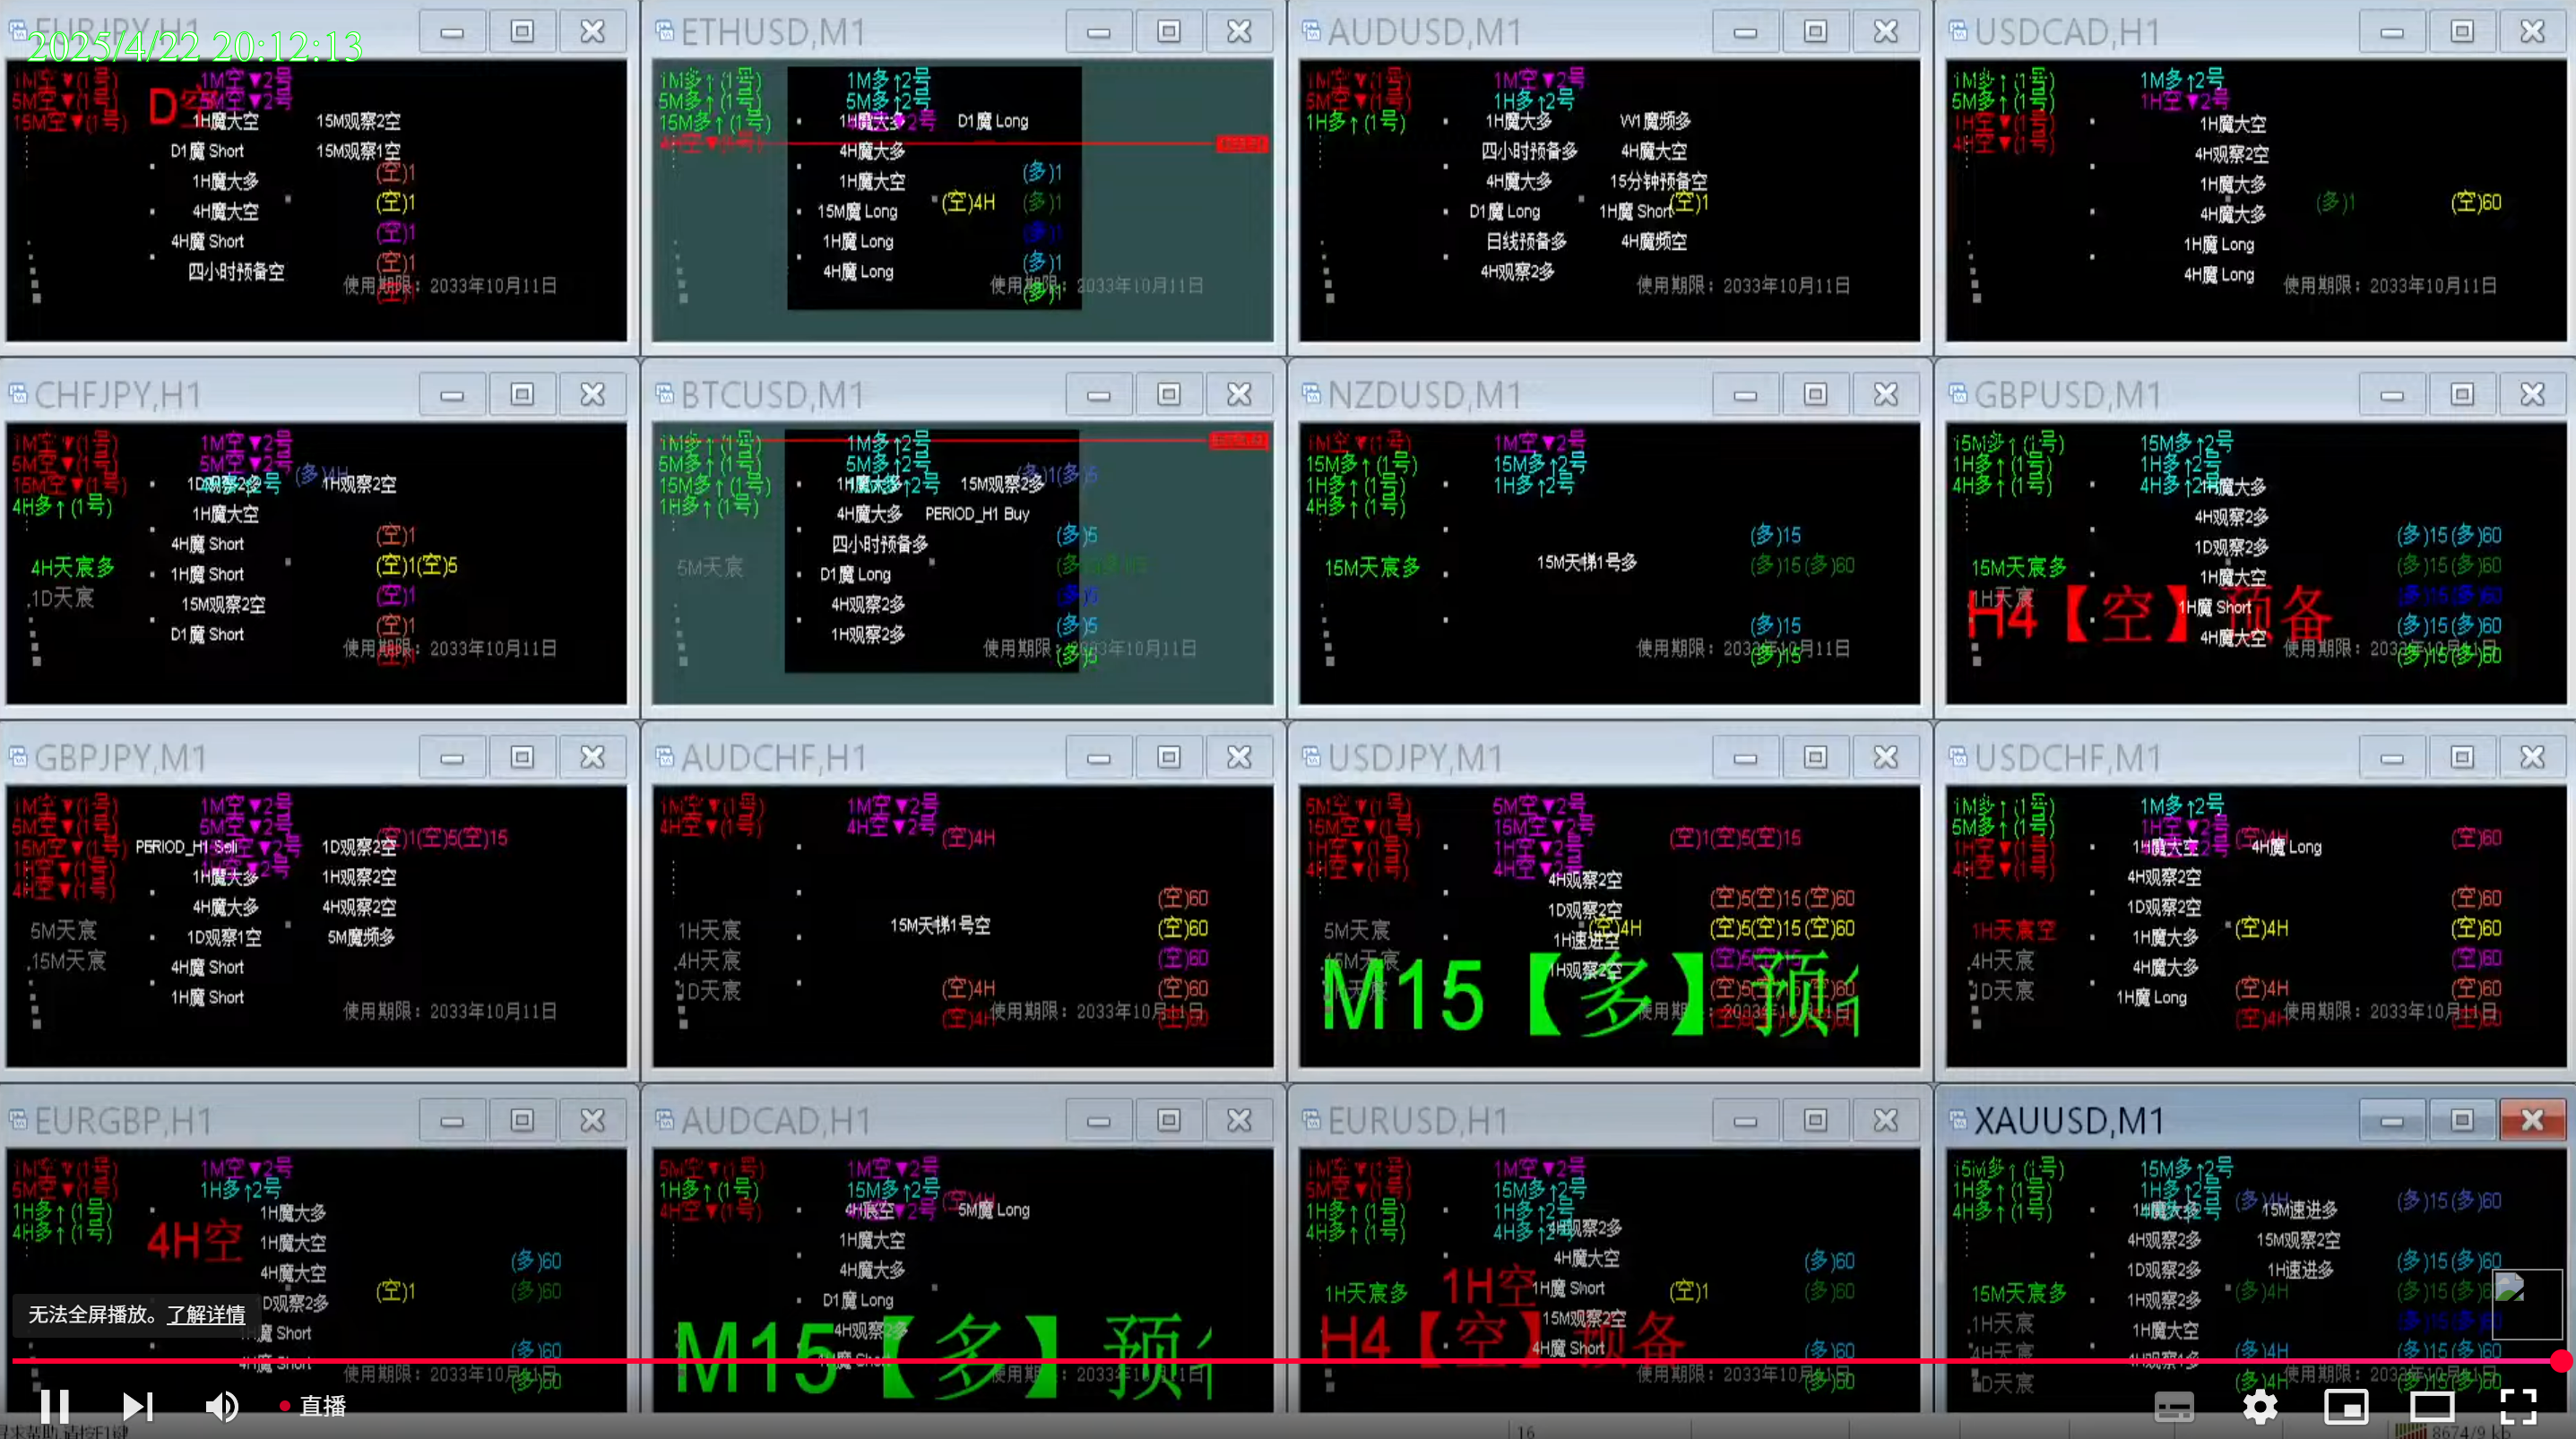 EURJPY,H1
2025/4/22 20:12:13
1M空▼(1号) 1M空▼2号
5M空▼(1号) 5M空▼2号
15M空▼(1号)
D空
1H魔大空 15M观察2空
D1魔 Short 15M观察1空
(空)1
1H魔大多
(空)1
4H魔大空
(空)1
4H魔 Short
(空)1
四小时预备空
使用期限：2033年10月11日
ETHUSD,M1
1M多↑(1号) 1M多↑2号
5M多↑(1号) 5M多↑2号
15M多↑(1号)
4H空▼(1号)
D1魔 Long
4H魔大多
(多)1
1H魔大空
(空)4H (多)1
15M魔 Long
(多)1
1H魔 Long
(多)1
4H魔 Long
使用期限：2033年10月11日
(多)1
AUDUSD,M1
1M空▼(1号) 1M空▼2号
5M空▼(1号) 1H多↑2号
1H多↑(1号)
1H魔大多 W1魔频多
四小时预备多 4H魔大空
4H魔大多 15分钟预备空
(空)1
D1魔 Long 1H魔 Short
日线预备多 4H魔频空
4H观察2多
使用期限：2033年10月11日
USDCAD,H1
1M多↑(1号) 1M多↑2号
5M多↑(1号) 1H空▼2号
1H空▼(1号)
4H空▼(1号)
1H魔大空
4H观察2空
1H魔大多
(多)1 (空)60
4H魔大多
1H魔 Long
4H魔 Long
使用期限：2033年10月11日
CHFJPY,H1
1M空▼(1号) 1M空▼2号
5M空▼(1号) 5M空▼2号
15M空▼(1号)
4H多↑(1号)
(多)4H
1D观察2多 1H观察2空
1H魔大空
(空)1
4H魔 Short
4H天宸多 (空)1(空)5
1H魔 Short
.1D天宸 (空)1
15M观察2空
(空)1
D1魔 Short
使用期限：2033年10月11日
BTCUSD,M1
1M多↑(1号) 1M多↑2号
5M多↑(1号) 5M多↑2号
15M多↑(1号)
1H多↑(1号)
(多)1(多)5
1H魔大多 15M观察2多
4H魔大多 PERIOD_H1 Buy
四小时预备多 (多)5
5M天宸
D1魔 Long
4H观察2多 (多)5
1H观察2多 (多)5
使用期限：2033年10月11日
(多)5
NZDUSD,M1
1M空▼(1号) 1M空▼2号
15M多↑(1号) 15M多↑2号
1H多↑(1号) 1H多↑2号
4H多↑(1号)
(多)15
15M天宸多 15M天梯1号多 (多)15(多)60
(多)15
使用期限：2033年10月11日
(多)15
GBPUSD,M1
15M多↑(1号) 15M多↑2号
1H多↑(1号) 1H多↑2号
4H多↑(1号) 4H多↑2号
1H魔大多
4H观察2多
(多)15(多)60
1D观察2多
15M天宸多 (多)15(多)60
1H魔大空
1H天宸 (多)15(多)60
H4【空】预备
1H魔 Short
(多)15(多)60
4H魔大空
使用期限：2033年10月11日
(多)15(多)60
GBPJPY,M1
1M空▼(1号) 1M空▼2号
5M空▼(1号) 5M空▼2号
15M空▼(1号)
1H空▼(1号)
4H空▼(1号)
(空)1(空)5(空)15
PERIOD_H1 Sell 1D观察2空
1H魔大多 1H观察2空
4H魔大多 4H观察2空
5M天宸 1D观察1空 5M魔频多
.15M天宸 4H魔 Short
1H魔 Short
使用期限：2033年10月11日
AUDCHF,H1
1M空▼(1号) 1M空▼2号
4H空▼(1号) 4H空▼2号
(空)4H
(空)60
1H天宸 15M天梯1号空 (空)60
.4H天宸 (空)60
1D天宸 (空)4H (空)60
使用期限：2033年10月11日
(空)4H (空)60
USDJPY,M1
5M空▼(1号) 5M空▼2号
15M空▼(1号) 15M空▼2号
1H空▼(1号) 1H空▼2号
4H空▼(1号) 4H空▼2号
(空)1(空)5(空)15
4H观察2空
(空)5(空)15(空)60
1D观察2空
5M天宸 (空)4H (空)5(空)15(空)60
1H速进空
.15M天宸
1H观察2空
M15【多】预
USDCHF,M1
1M多↑(1号) 1M多↑2号
5M多↑(1号) 1H空▼2号
1H空▼(1号)
4H空▼(1号)
(空)4H (空)60
1H魔大空 4H魔 Long
4H观察2空
(空)60
1D观察2空
1H天宸空 (空)4H (空)60
1H魔大多
.4H天宸 4H魔大多 (空)60
1D天宸 1H魔 Long (空)4H (空)60
使用期限：2033年10月11日
(空)4H (空)60
EURGBP,H1
1M空▼(1号) 1M空▼2号
5M空▼(1号) 1H多↑2号
1H多↑(1号)
4H多↑(1号)
4H空
1H魔大多
1H魔大空
(多)60
4H魔大空
(空)1 (多)60
1D观察2多
1H魔 Short
(多)60
4H魔 Short
使用期限：2033年10月11日
(多)60
AUDCAD,H1
5M空▼(1号) 1M空▼2号
1H多↑(1号) 15M多↑2号
4H空▼(1号)
(空)4H
5M魔 Long
1H魔大空
4H魔大多
D1魔 Long
4H观察2多
M15【多】预
使用期限：2033年10月11日
EURUSD,H1
1M空▼(1号) 1M空▼2号
5M空▼(1号) 15M多↑2号
1H多↑(1号) 1H多↑2号
4H多↑(1号) 4H多↑2号
4H观察2多
4H魔大空 (多)60
1H天宸多 1H空 1H魔 Short (空)1 (多)60
15M观察2空
H4【空】预备
4H魔 Short (多)60
使用期限：2033年10月11日
(多)60
XAUUSD,M1
15M多↑(1号) 15M多↑2号
1H多↑(1号) 1H多↑2号
4H多↑(1号)
(多)4H (多)15(多)60
1H魔大多 15M速进多
4H观察2多 15M观察2空
(多)15(多)60
1D观察2多 1H速进多
15M天宸多 (多)4H
1H观察2多
.1H天宸 1H魔大空
.4H天宸 (多)4H (多)15(多)60
1D天宸
使用期限：2033年10月11日
(多)4H (多)15(多)60
无法全屏播放。了解详情
直播
16
8674/9 kb